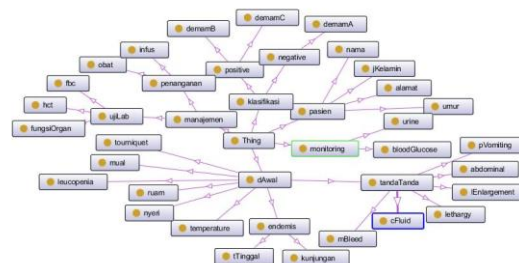 demamC
demamB
demamA
infus
positive
negative
nama
obat
penanganan
jKelamin
fbc
klasifikasi
pasien
alamat
hct
ujiLab
umur
fungsiOrgan
manajemon
urine
Thing
monitoring
bloodGlucose
tourniquet
pVomiting
mual
abdominal
leucopenia
dAwal
tandaTanda
lEnlargement
ruam
nyeri
lethargy
temperature
endemis
cFluid
mBleed
tTinggal
kunjungan